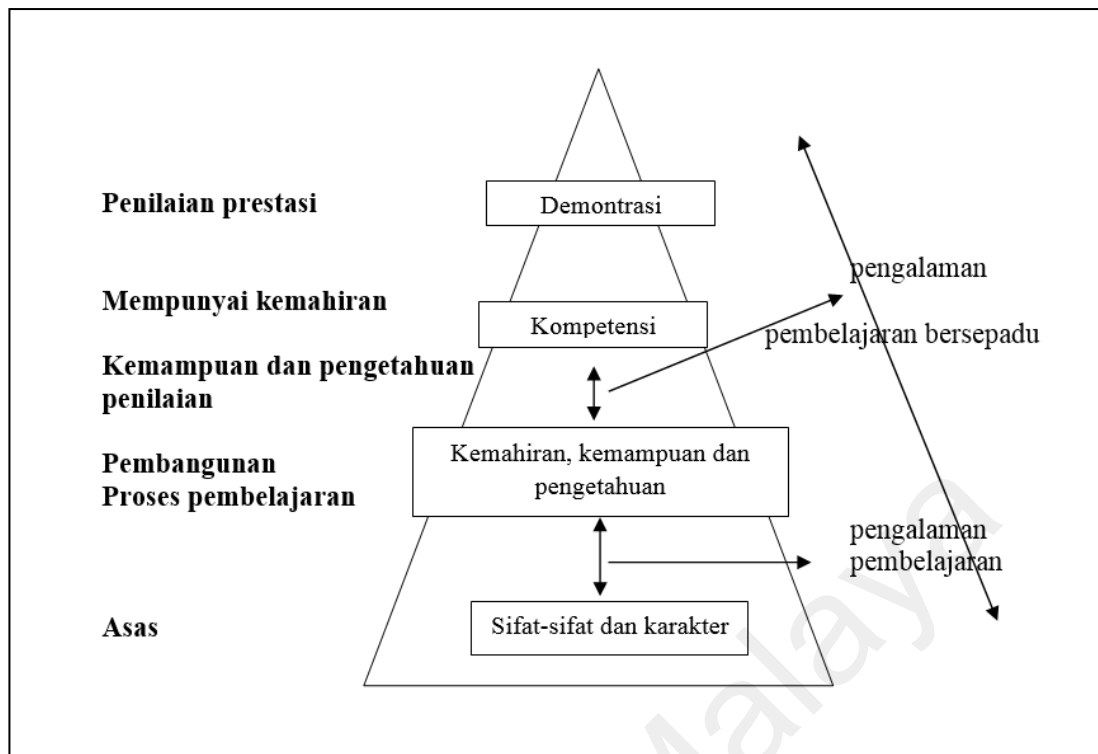 Penilaian prestasi
Demontrasi
Mempunyai kemahiran
Kompetensi
pengalaman
pembelajaran bersepadu
Kemampuan dan pengetahuan
penilaian
Pembangunan
Proses pembelajaran
Kemahiran, kemampuan dan
pengetahuan
pengalaman
pembelajaran
Asas
Sifat-sifat dan karakter
Malaya